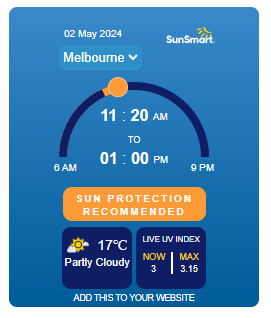 02 May 2024
SunSmart.
Melbourne
11 : 20 AM
TO
01 : 00 PM
6 AM
9 PM
SUN PROTECTION
RECOMMENDED
17°C
Partly Cloudy
LIVE UV INDEX
NOW MAX
3 3.15
ADD THIS TO YOUR WEBSITE